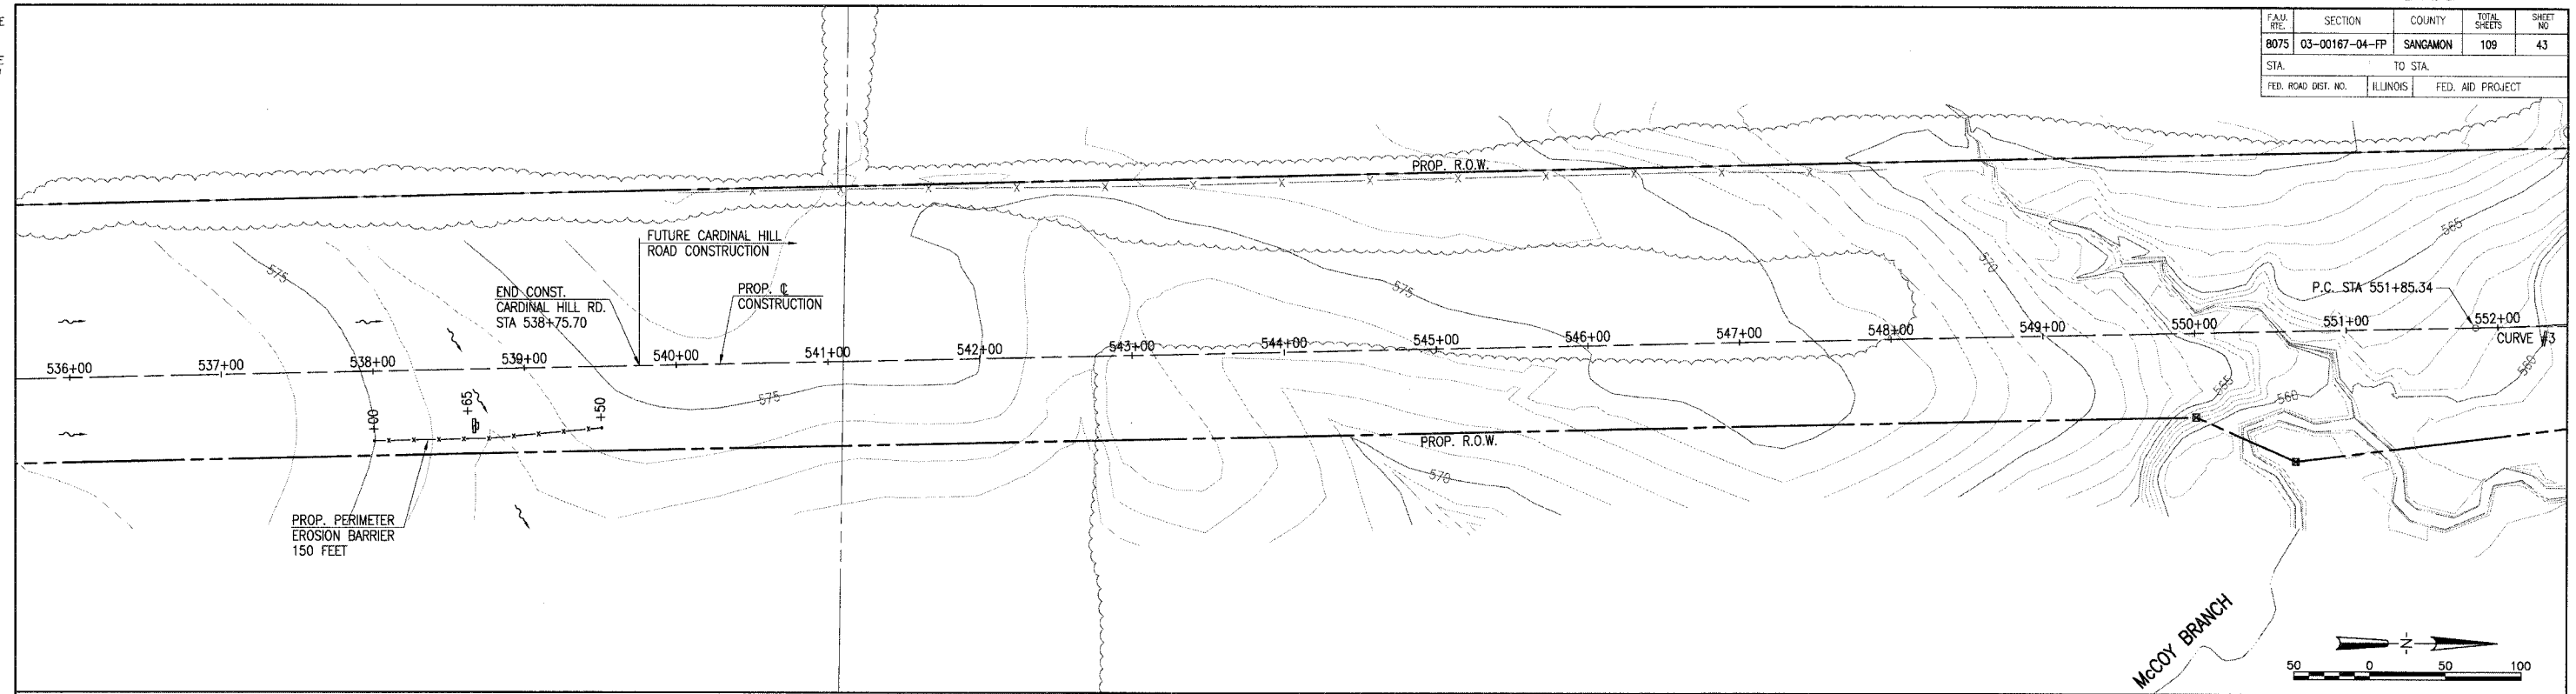 F.A.U. RTE.
SECTION
COUNTY
TOTAL SHEETS
SHEET NO
8075
03-00167-04-FP
SANGAMON
109
43
STA.
TO STA.
FED. ROAD DIST. NO.
ILLINOIS
FED. AID PROJECT
PROP. R.O.W.
FUTURE CARDINAL HILL
ROAD CONSTRUCTION
575
565
570
END CONST.
CARDINAL HILL RD.
STA 538+75.70
PROP. ℄
CONSTRUCTION
575
P.C. STA 551+85.34
536+00
537+00
538+00
539+00
540+00
541+00
542+00
543+00
544+00
545+00
546+00
547+00
548+00
549+00
550+00
551+00
552+00
CURVE #3
560
565
560
575
+00
+65
+50
PROP. R.O.W.
570
PROP. PERIMETER
EROSION BARRIER
150 FEET
McCOY BRANCH
N
50 0 50 100